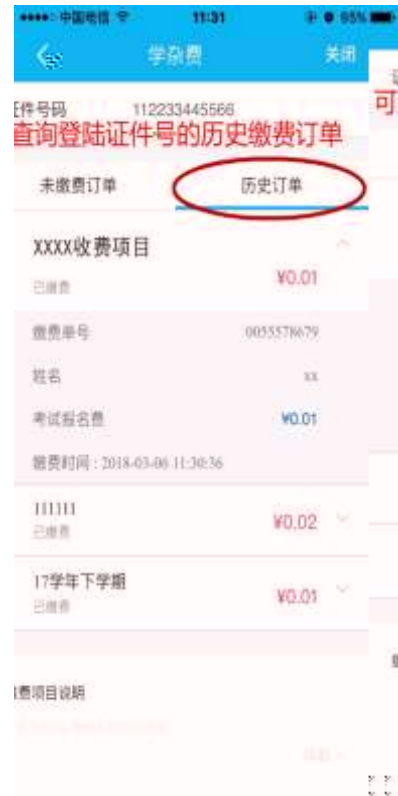 中国电信 11:31 95%
学杂费 关闭
证件号码 112233445566
查询登陆证件号的历史缴费订单
可
未缴费订单 历史订单
XXXX收费项目
已缴费 ¥0.01
缴费单号 0055578679
姓名 xx
考试报名费 ¥0.01
缴费时间 : 2018-03-06 11:30:36
111111
已缴费 ¥0.02
17学年下学期
已缴费 ¥0.01
费项目说明